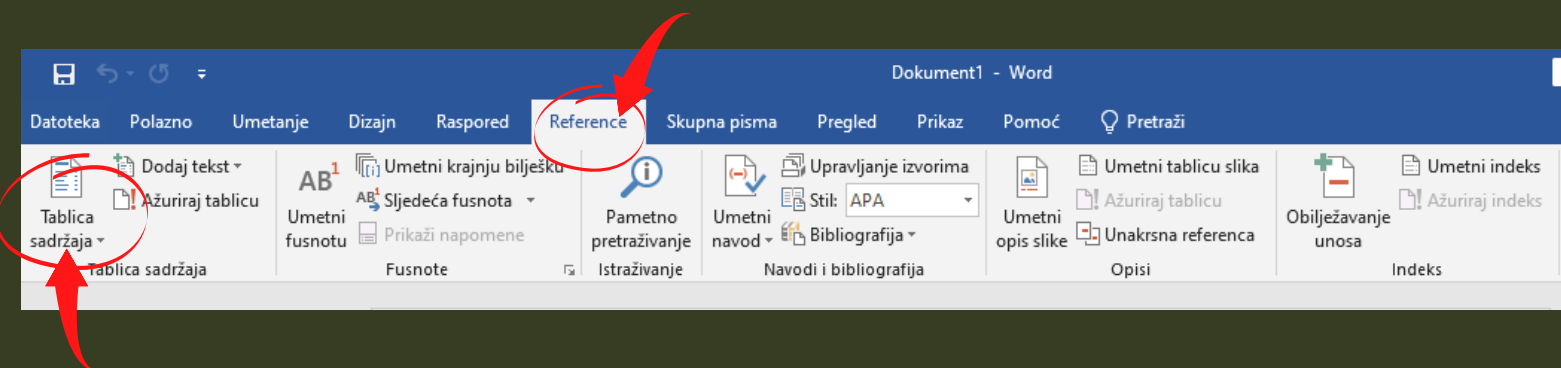 Dokument1 - Word
Datoteka Polazno Umetanje Dizajn Raspored Reference Skupna pisma Pregled Prikaz Pomoć Pretraži
Tablica
sadržaja
Dodaj tekst
Ažuriraj tablicu
Tablica sadržaja
AB1
Umetni
fusnotu
Umetni krajnju bilješku
AB1 Sljedeća fusnota
Prikaži napomene
Fusnote
Pametno
pretraživanje
Istraživanje
Umetni
navod
Upravljanje izvorima
Stil: APA
Bibliografija
Navodi i bibliografija
Umetni
opis slike
Umetni tablicu slika
Ažuriraj tablicu
Unakrsna referenca
Opisi
Obilježavanje
unosa
Umetni indeks
Ažuriraj indeks
Indeks